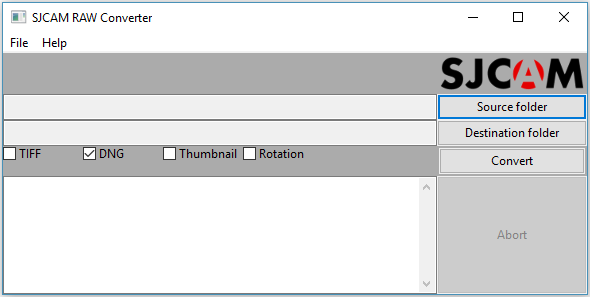 SJCAM RAW Converter
File Help
SJCAM
Source folder
Destination folder
TIFF DNG Thumbnail Rotation Convert
Abort